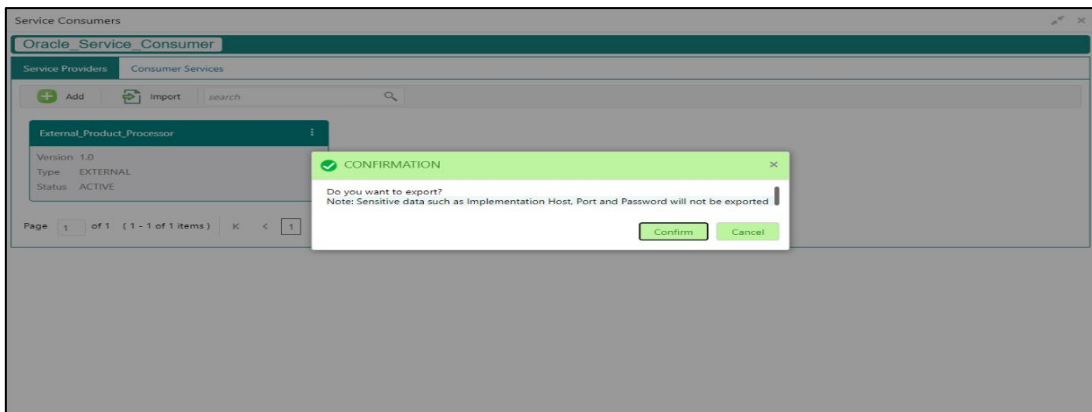 Service Consumers
Oracle_Service_Consumer
Service Providers Consumer Services
Add Import search
External_Product_Processor
Version 1.0
Type EXTERNAL
Status ACTIVE
Page 1 of 1 (1 - 1 of 1 items) K < 1
CONFIRMATION ×
Do you want to export?
Note: Sensitive data such as Implementation Host, Port and Password will not be exported
Confirm Cancel